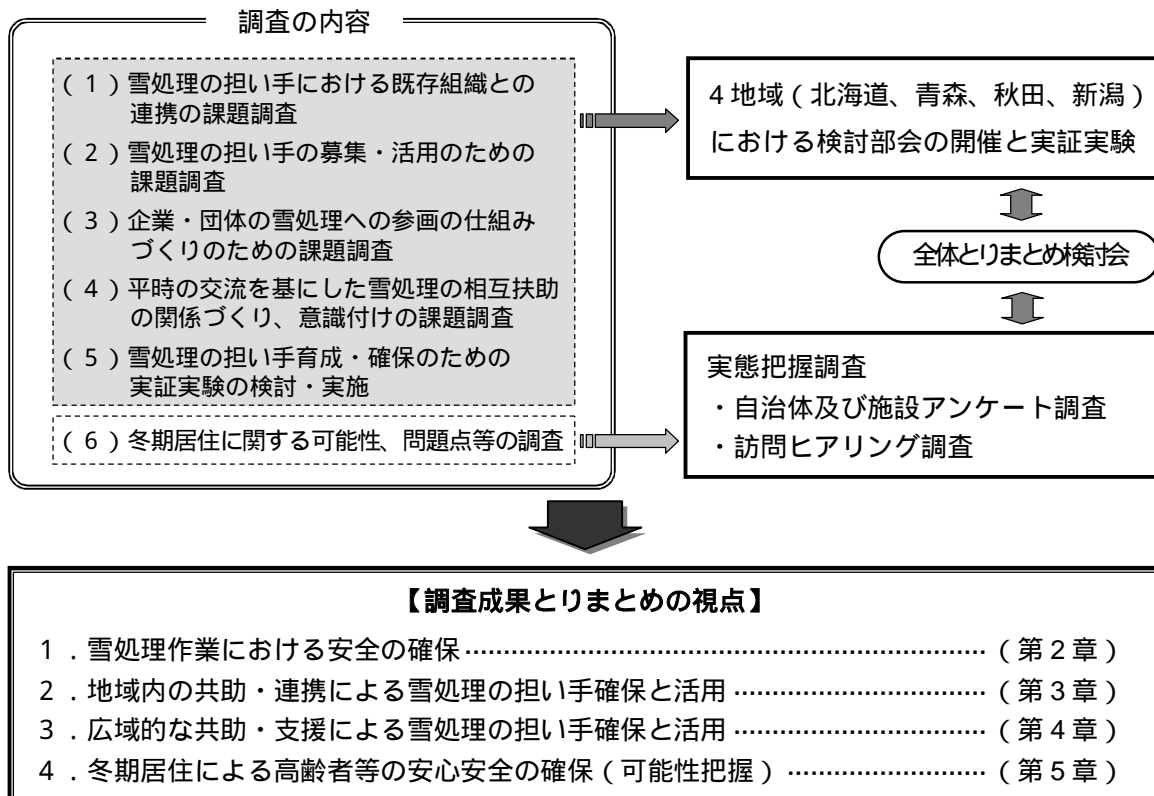 調査の内容
（１）雪処理の担い手における既存組織との
連携の課題調査
（２）雪処理の担い手の募集・活用のための
課題調査
（３）企業・団体の雪処理への参画の仕組み
づくりのための課題調査
（４）平時の交流を基にした雪処理の相互扶助
の関係づくり、意識付けの課題調査
（５）雪処理の担い手育成・確保のための
実証実験の検討・実施
（６）冬期居住に関する可能性、問題点等の調査
４地域（北海道、青森、秋田、新潟）
における検討部会の開催と実証実験
全体とりまとめ検討会
実態把握調査
・自治体及び施設アンケート調査
・訪問ヒアリング調査
【調査成果とりまとめの視点】
１．雪処理作業における安全の確保……………………………………………………（第２章）
２．地域内の共助・連携による雪処理の担い手確保と活用…………………………（第３章）
３．広域的な共助・支援による雪処理の担い手確保と活用…………………………（第４章）
４．冬期居住による高齢者等の安心安全の確保（可能性把握）……………………（第５章）